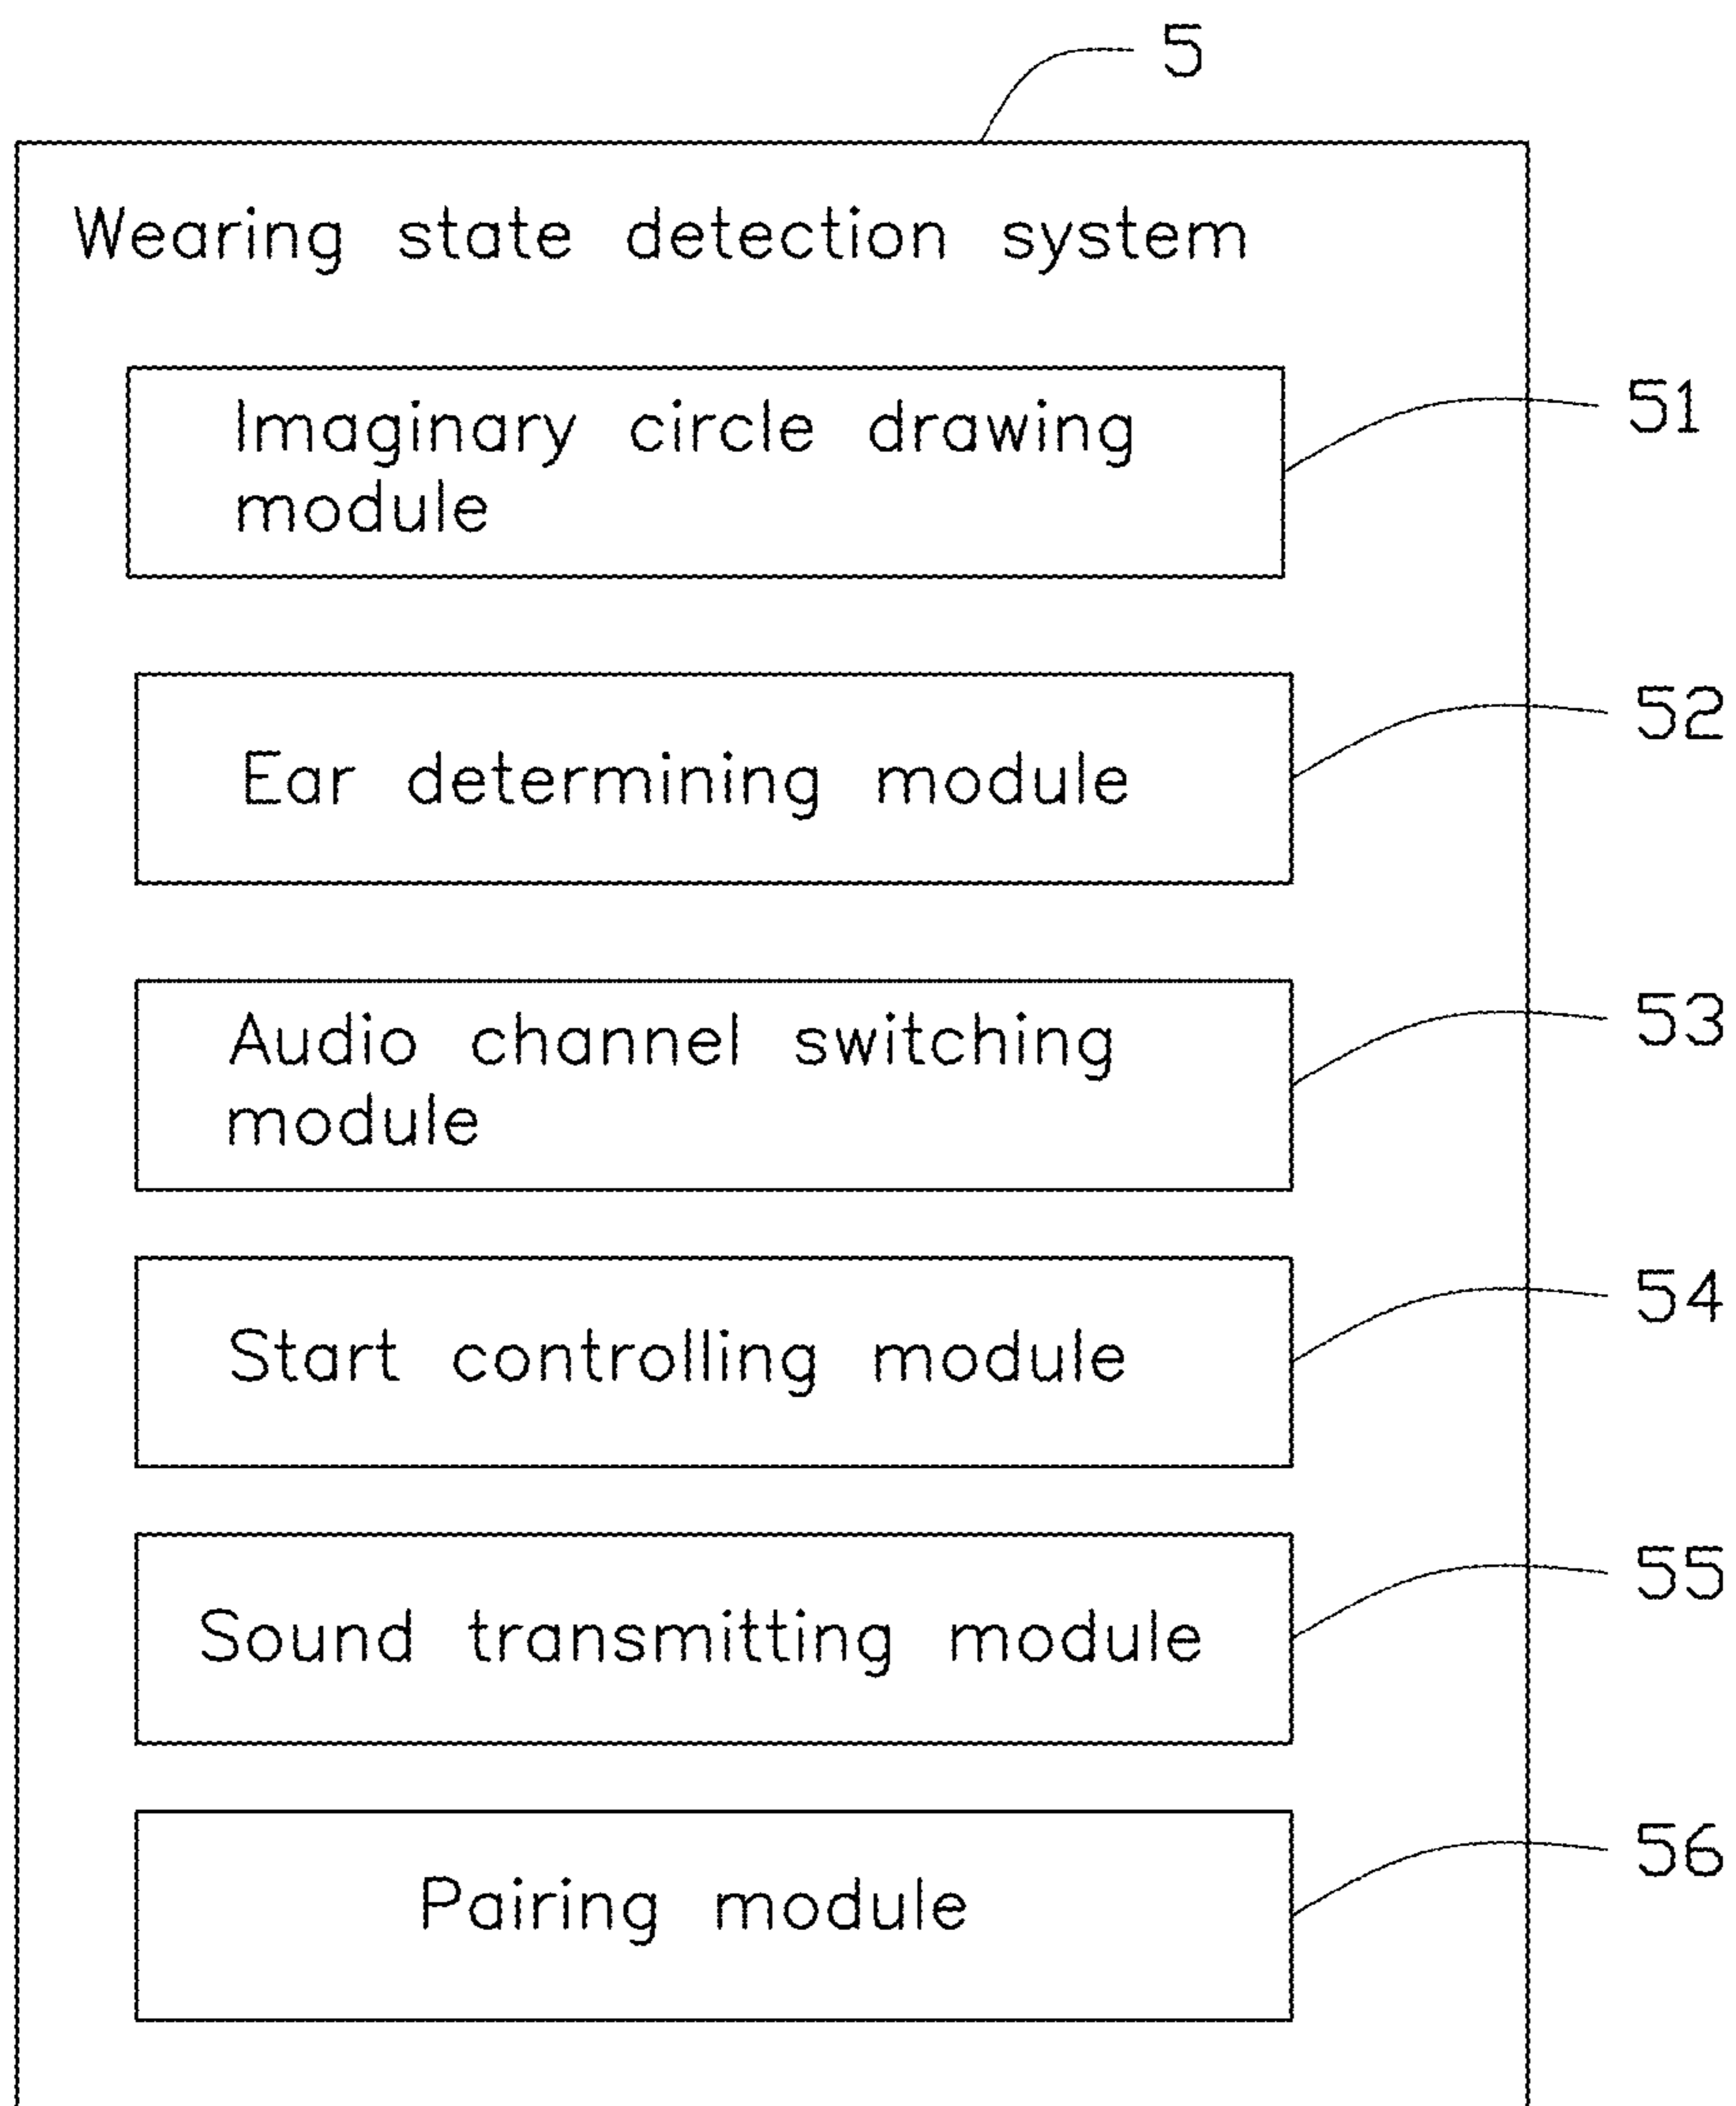 5
Wearing state detection system
Imaginary circle drawing
module
51
Ear determining module
52
Audio channel switching
module
53
Start controlling module
54
Sound transmitting module
55
Pairing module
56